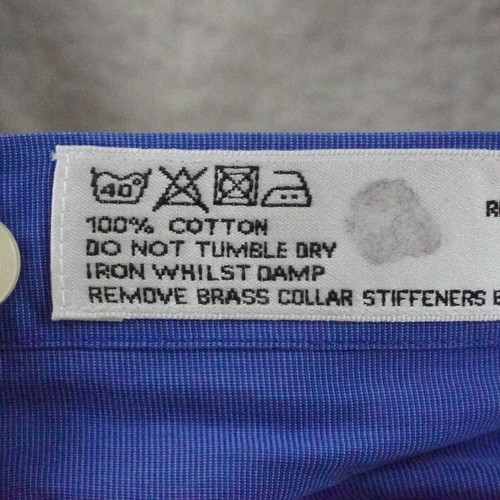 40°
100% COTTON
DO NOT TUMBLE DRY
IRON WHILST DAMP
REMOVE BRASS COLLAR STIFFENERS